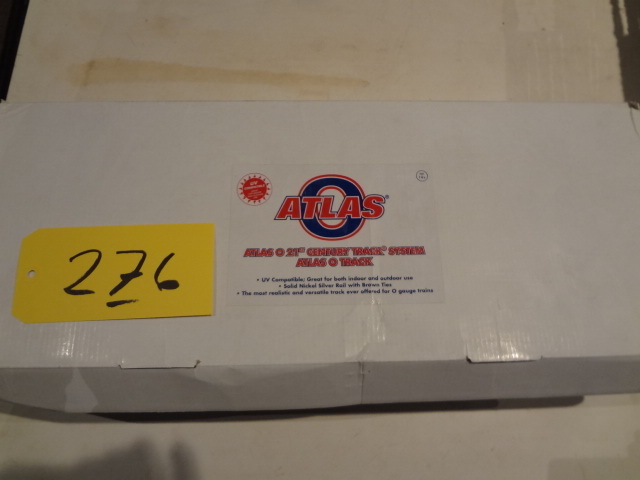 ATLAS O
ATLAS O 21st CENTURY TRACK SYSTEM
ATLAS O TRACK
• UV Compatible: Great for both indoor and outdoor use
• Solid Nickel Silver Rail with Brown Ties
• The most realistic and versatile track ever offered for O gauge trains
276